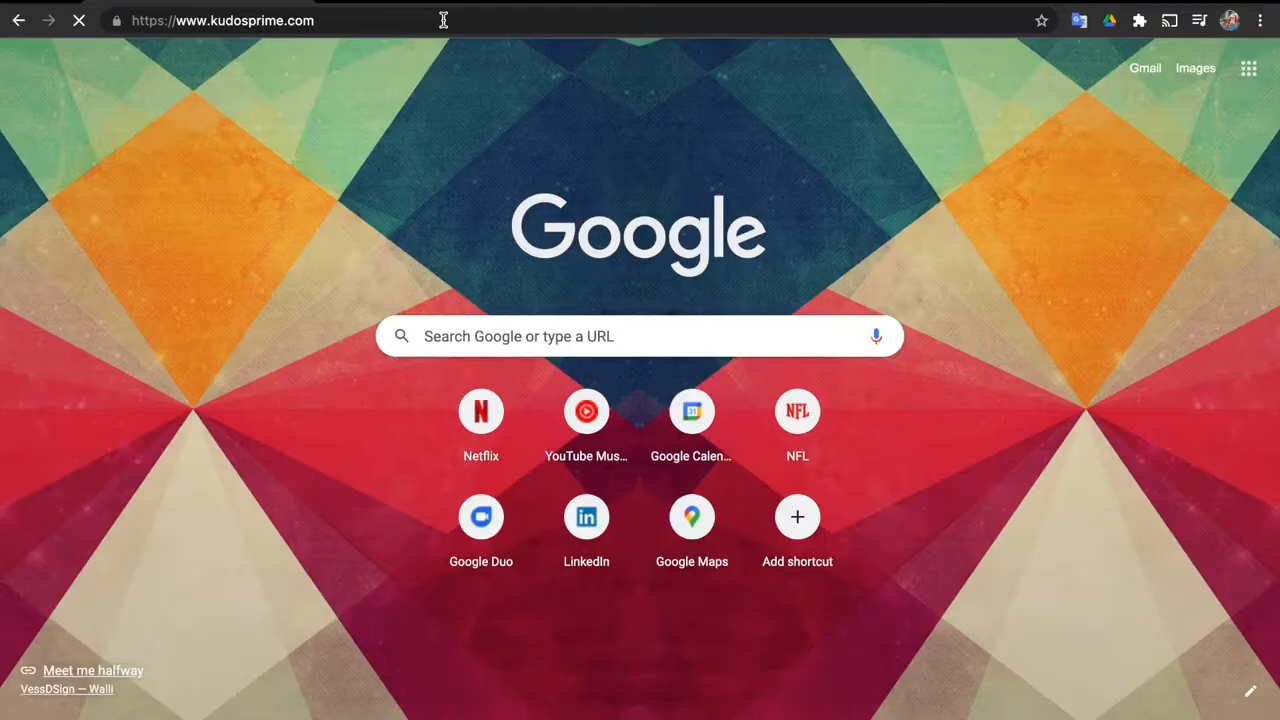 https://www.kudosprime.com
Gmail Images
Google
Search Google or type a URL
31 NFL
Netflix YouTube Mus... Google Calen... NFL
in
Google Duo LinkedIn Google Maps Add shortcut
Meet me halfway
VessDSign — Walli